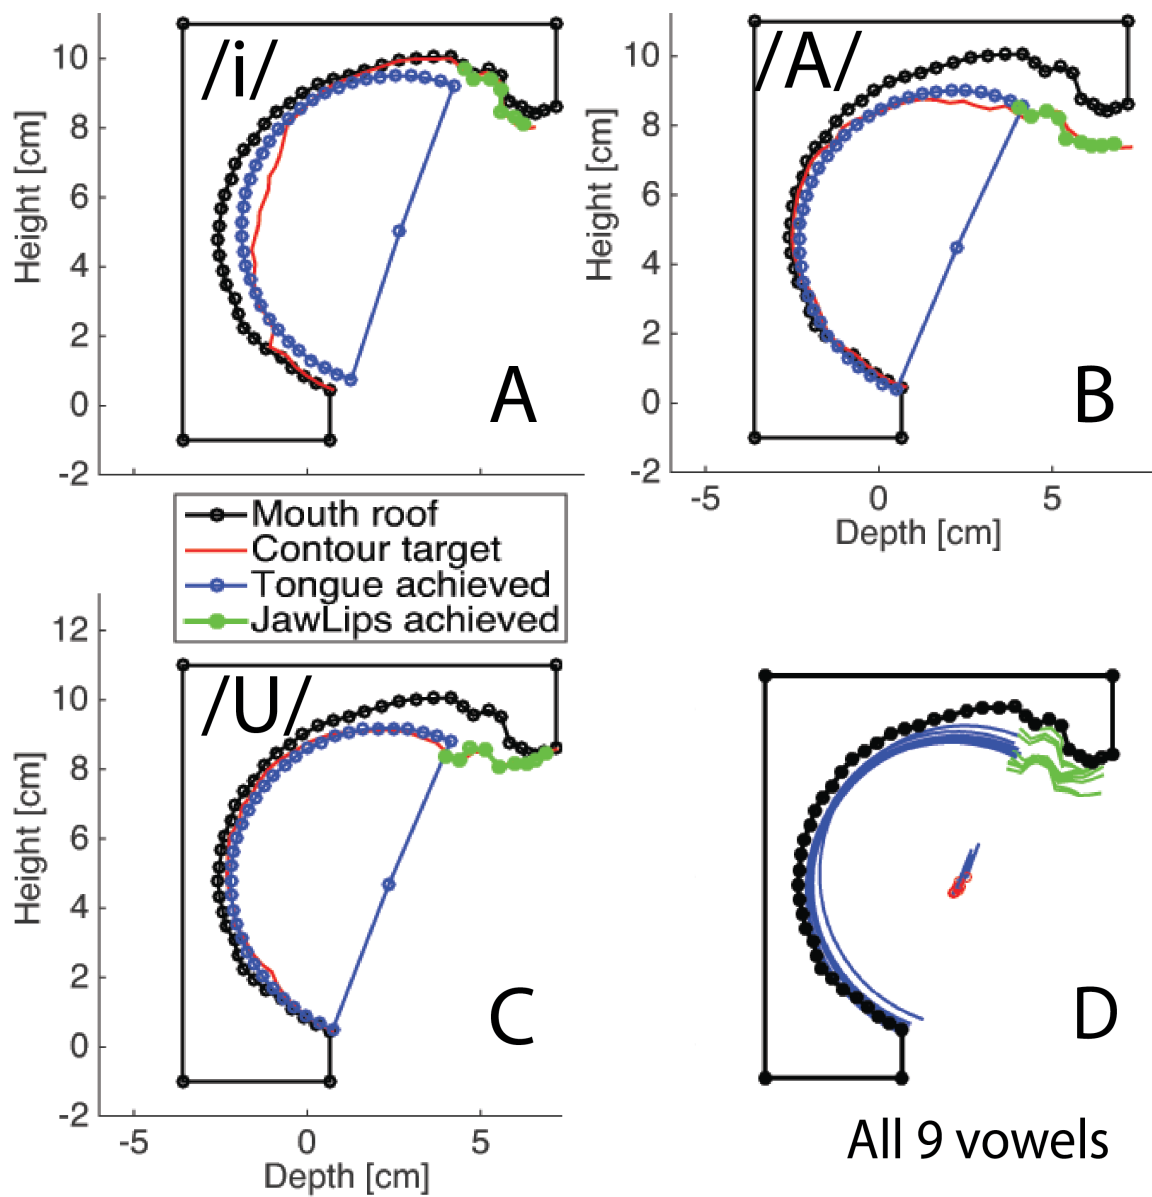 /i/
10
8
6
4
2
0
-2
Height [cm]
A
/A/
10
8
6
4
2
0
-2
Height [cm]
B
-5 0 5
Depth [cm]
Mouth roof
Contour target
Tongue achieved
JawLips achieved
/U/
12
10
8
6
4
2
0
-2
Height [cm]
C
-5 0 5
Depth [cm]
D
All 9 vowels